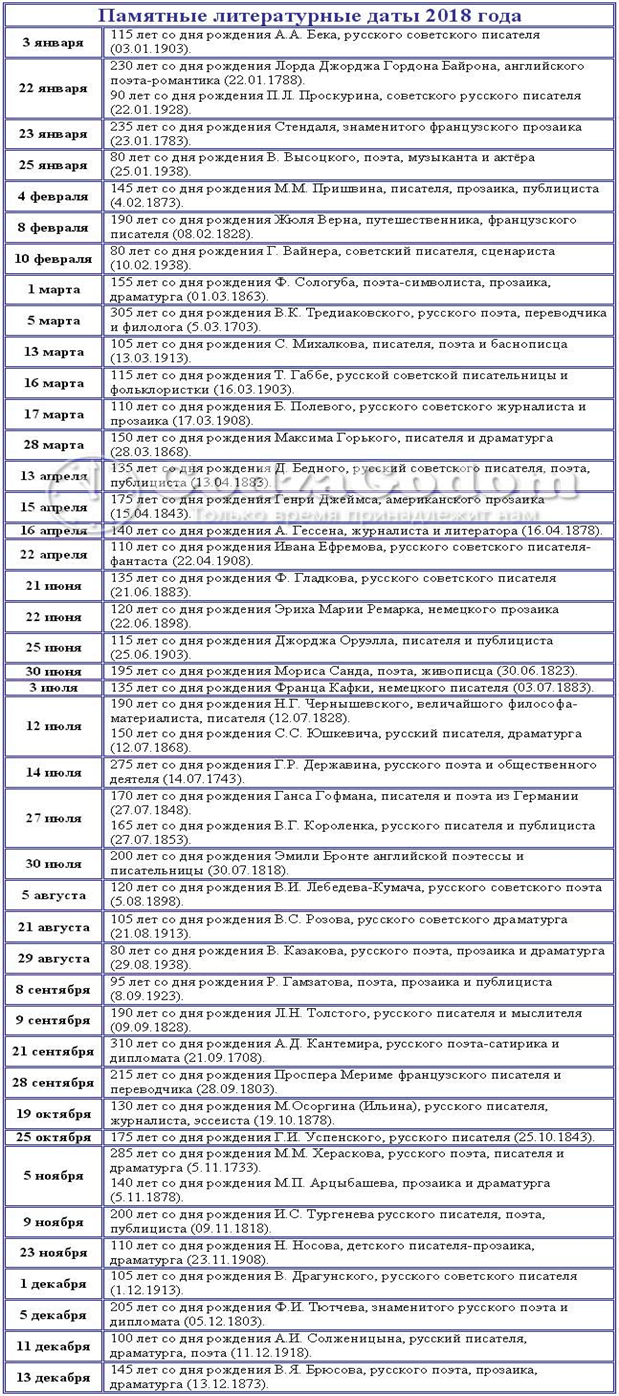 Памятные литературные даты 2018 года
3 января
115 лет со дня рождения А.А. Бека, русского советского писателя
(03.01.1903).
22 января
230 лет со дня рождения Лорда Джорджа Гордона Байрона, английского
поэта-романтика (22.01.1788).
90 лет со дня рождения П.Л. Проскурина, советского русского писателя
(22.01.1928).
23 января
235 лет со дня рождения Стендаля, знаменитого французского прозаика
(23.01.1783).
25 января
80 лет со дня рождения В. Высоцкого, поэта, музыканта и актёра
(25.01.1938).
4 февраля
145 лет со дня рождения М.М. Пришвина, писателя, прозаика, публициста
(4.02.1873).
8 февраля
190 лет со дня рождения Жюля Верна, путешественника, французского
писателя (08.02.1828).
10 февраля
80 лет со дня рождения Г. Вайнера, советский писателя, сценариста
(10.02.1938).
1 марта
155 лет со дня рождения Ф. Сологуба, поэта-символиста, прозаика,
драматурга (01.03.1863).
5 марта
305 лет со дня рождения В.К. Тредиаковского, русского поэта, переводчика
и филолога (5.03.1703).
13 марта
105 лет со дня рождения С. Михалкова, писателя, поэта и баснописца
(13.03.1913).
16 марта
115 лет со дня рождения Т. Габбе, русской советской писательницы и
фольклористки (16.03.1903).
17 марта
110 лет со дня рождения Б. Полевого, русского советского журналиста и
прозаика (17.03.1908).
28 марта
150 лет со дня рождения Максима Горького, писателя и драматурга
(28.03.1868).
13 апреля
135 лет со дня рождения Д. Бедного, русский советского писателя, поэта,
публициста (13.04.1883).
GodzaGodom
15 апреля
175 лет со дня рождения Генри Джеймса, американского прозаика
(15.04.1843).
Только время принадлежит нам
16 апреля
140 лет со дня рождения А. Гессена, журналиста и литератора (16.04.1878).
22 апреля
110 лет со дня рождения Ивана Ефремова, русского советского писателя-
фантаста (22.04.1908).
21 июня
135 лет со дня рождения Ф. Гладкова, русского советского писателя
(21.06.1883).
22 июня
120 лет со дня рождения Эриха Марии Ремарка, немецкого прозаика
(22.06.1898).
25 июня
115 лет со дня рождения Джорджа Оруэлла, писателя и публициста
(25.06.1903).
30 июня
195 лет со дня рождения Мориса Санда, поэта, живописца (30.06.1823).
3 июля
135 лет со дня рождения Франца Кафки, немецкого писателя (03.07.1883).
12 июля
190 лет со дня рождения Н.Г. Чернышевского, величайшого философа-
материалиста, писателя (12.07.1828).
150 лет со дня рождения С.С. Юшкевича, русский писателя, драматурга
(12.07.1868).
14 июля
275 лет со дня рождения Г.Р. Державина, русского поэта и общественного
деятеля (14.07.1743).
27 июля
170 лет со дня рождения Ганса Гофмана, писателя и поэта из Германии
(27.07.1848).
165 лет со дня рождения В.Г. Короленка, русского писателя и публициста
(27.07.1853).
30 июля
200 лет со дня рождения Эмили Бронте английской поэтессы и
писательницы (30.07.1818).
5 августа
120 лет со дня рождения В.И. Лебедева-Кумача, русского советского поэта
(5.08.1898).
21 августа
105 лет со дня рождения В.С. Розова, русского советского драматурга
(21.08.1913).
29 августа
80 лет со дня рождения В. Казакова, русского поэта, прозаика и драматурга
(29.08.1938).
8 сентября
95 лет со дня рождения Р. Гамзатова, поэта, прозаика и публициста
(8.09.1923).
9 сентября
190 лет со дня рождения Л.Н. Толстого, русского писателя и мыслителя
(09.09.1828).
21 сентября
310 лет со дня рождения А.Д. Кантемира, русского поэта-сатирика и
дипломата (21.09.1708).
28 сентября
215 лет со дня рождения Проспера Мериме французского писателя и
переводчика (28.09.1803).
19 октября
130 лет со дня рождения М.Осоргина (Ильина), русского писателя,
журналиста, эссеиста (19.10.1878).
25 октября
175 лет со дня рождения Г.И. Успенского, русского писателя (25.10.1843).
5 ноября
285 лет со дня рождения М.М. Хераскова, русского поэта, писателя и
драматурга (5.11.1733).
140 лет со дня рождения М.П. Арцыбашева, прозаика и драматурга
(5.11.1878).
9 ноября
200 лет со дня рождения И.С. Тургенева русского писателя, поэта,
публициста (09.11.1818).
23 ноября
110 лет со дня рождения Н. Носова, детского писателя-прозаика,
драматурга (23.11.1908).
1 декабря
105 лет со дня рождения В. Драгунского, русского советского писателя
(1.12.1913).
5 декабря
205 лет со дня рождения Ф.И. Тютчева, знаменитого русского поэта и
дипломата (05.12.1803).
11 декабря
100 лет со дня рождения А.И. Солженицына, русский писателя,
драматурга, поэта (11.12.1918).
13 декабря
145 лет со дня рождения В.Я. Брюсова, русского поэта, прозаика,
драматурга (13.12.1873).